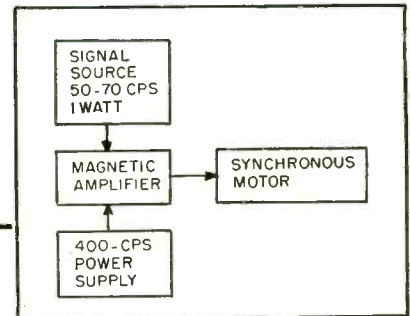 SIGNAL
SOURCE
50-70 CPS
1 WATT
MAGNETIC
AMPLIFIER
SYNCHRONOUS
MOTOR
400-CPS
POWER
SUPPLY